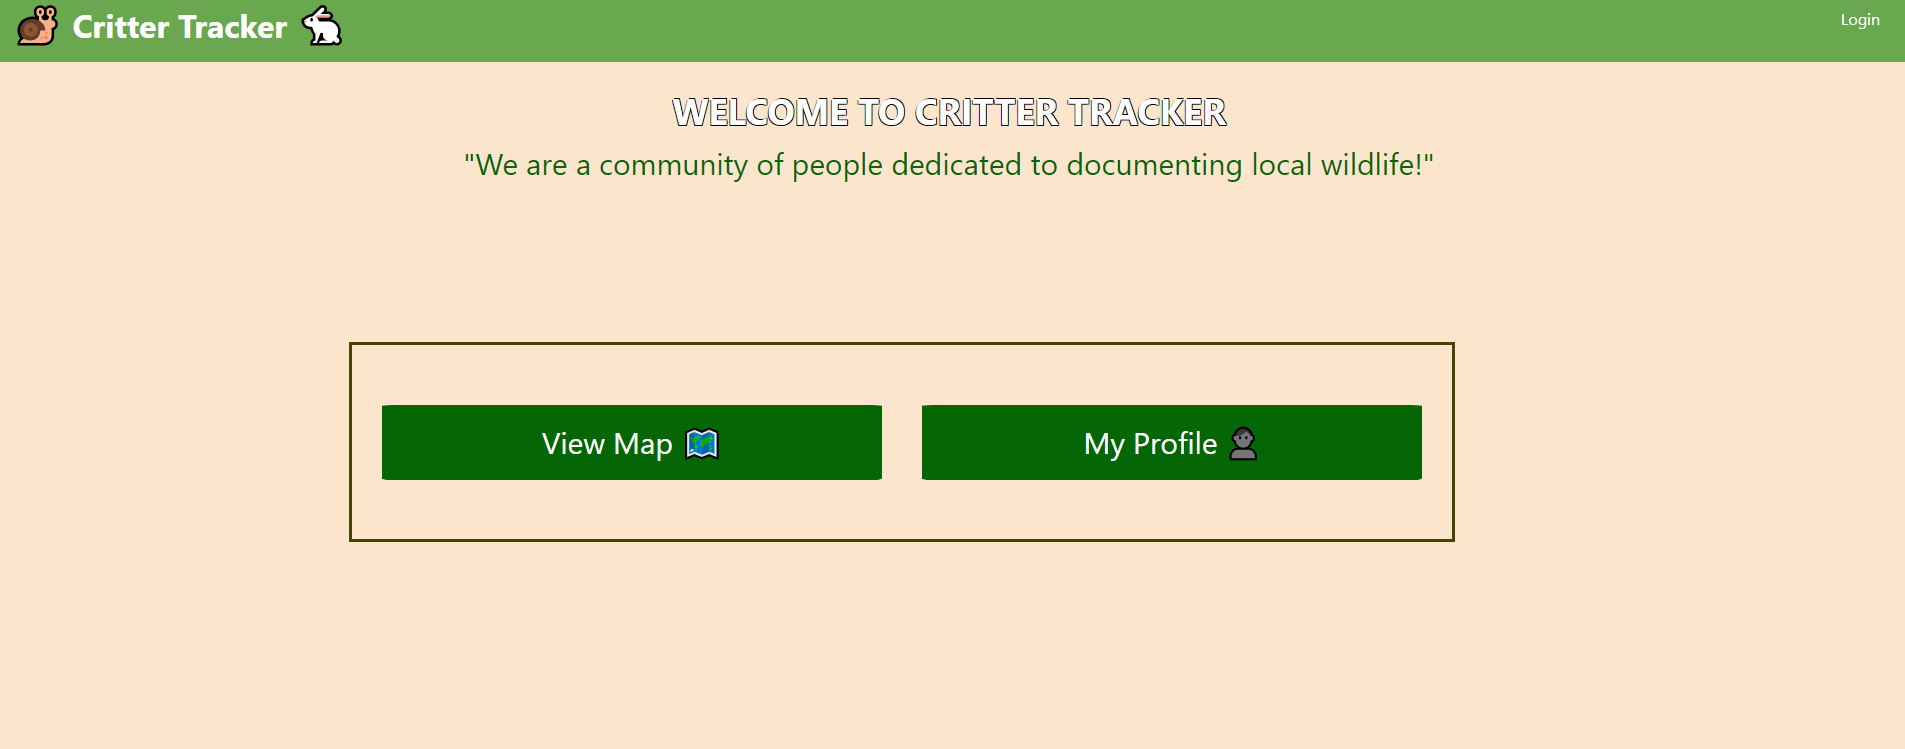 Critter Tracker
Login
WELCOME TO CRITTER TRACKER
"We are a community of people dedicated to documenting local wildlife!"
View Map
My Profile